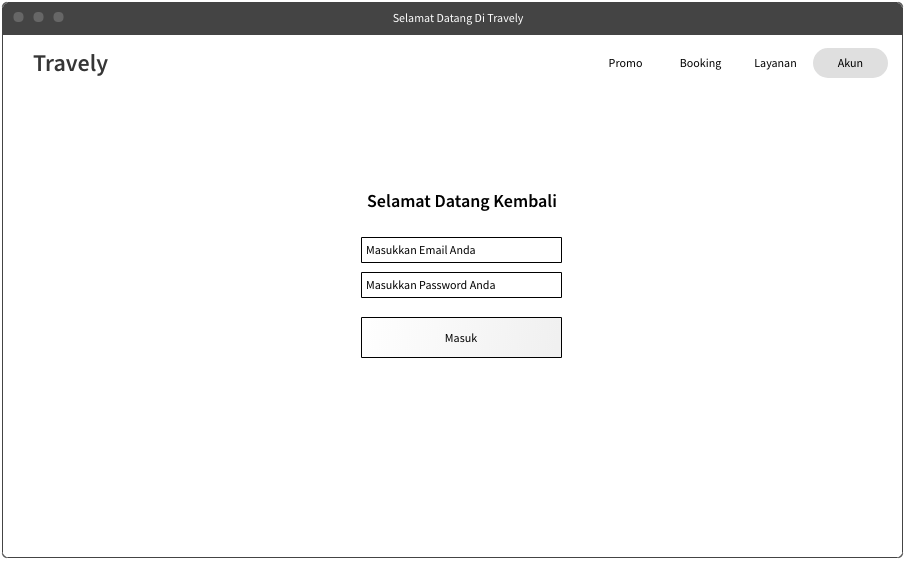 Selamat Datang Di Travely
Travely
Promo Booking Layanan Akun
Selamat Datang Kembali
Masukkan Email Anda
Masukkan Password Anda
Masuk